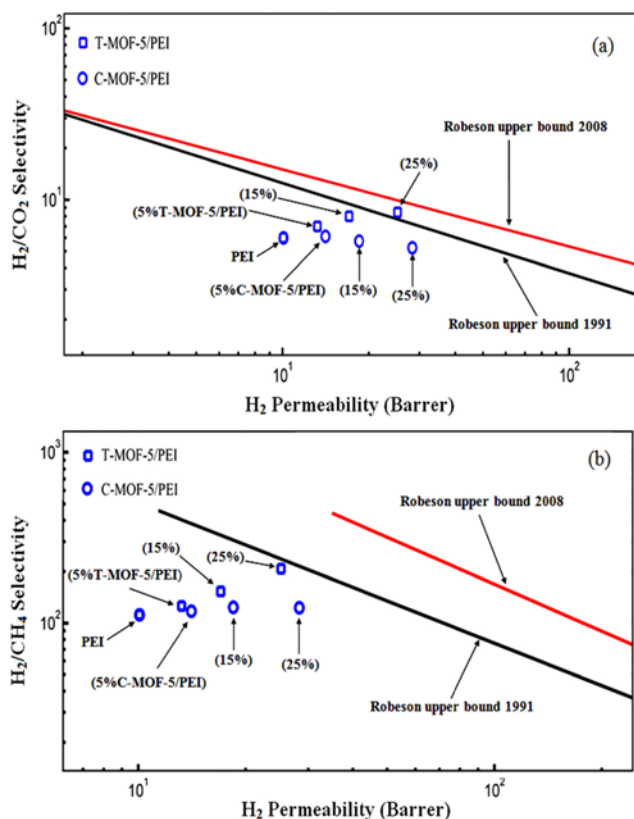 (a)
10²
T-MOF-5/PEI
C-MOF-5/PEI
Robeson upper bound 2008
(25%)
(15%)
(5%T-MOF-5/PEI)
10¹
PEI
(5%C-MOF-5/PEI)
(15%)
(25%)
Robeson upper bound 1991
H₂/CO₂ Selectivity
10¹
10²
H₂ Permeability (Barrer)
(b)
10³
T-MOF-5/PEI
C-MOF-5/PEI
Robeson upper bound 2008
(15%)
(25%)
(5%T-MOF-5/PEI)
10²
PEI
(15%)
(25%)
(5%C-MOF-5/PEI)
Robeson upper bound 1991
H₂/CH₄ Selectivity
10¹
10²
H₂ Permeability (Barrer)